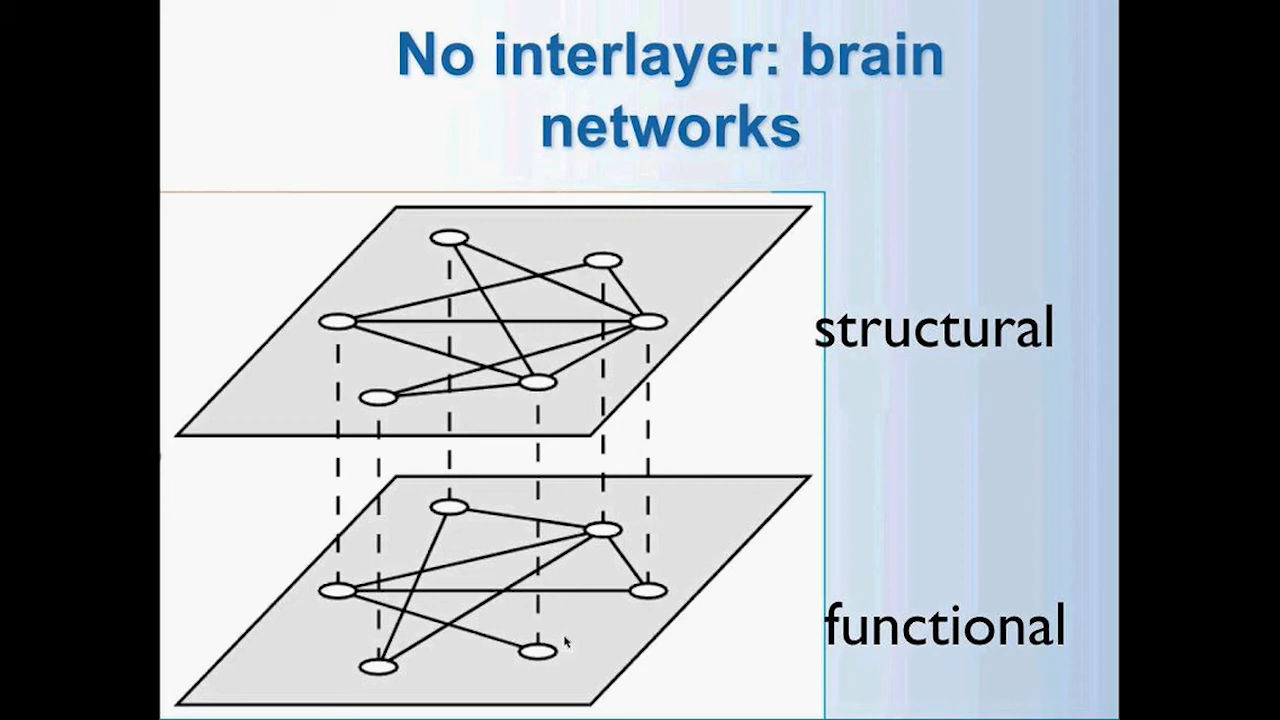 No interlayer: brain
networks
structural
functional